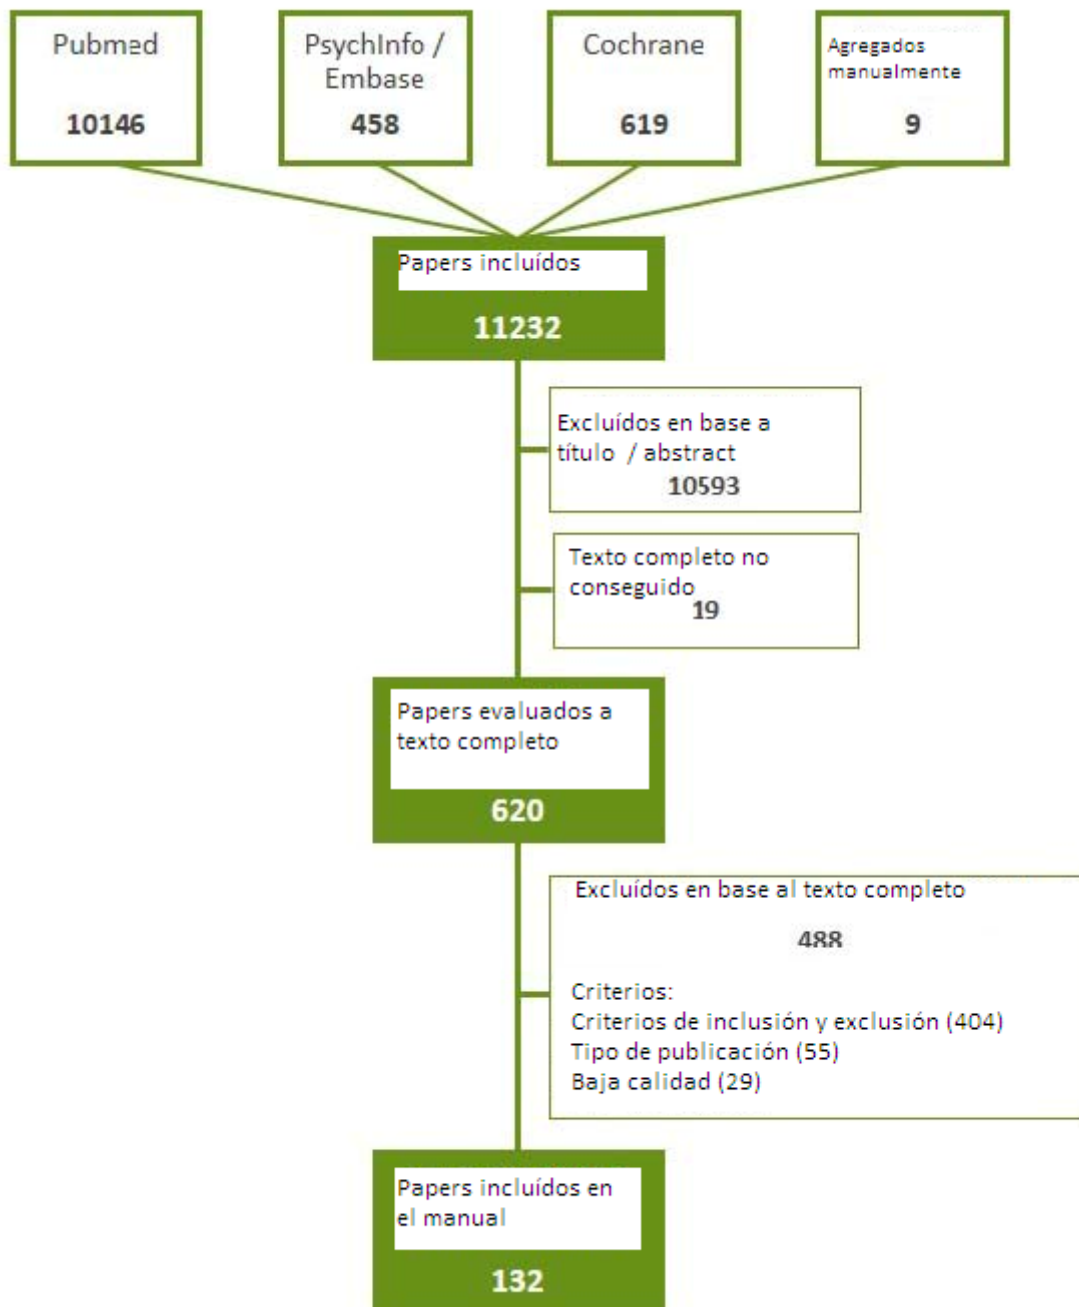 Pubmed
10146
PsychInfo /
Embase
458
Cochrane
619
Agregados
manualmente
9
Papers incluídos
11232
Excluídos en base a
título / abstract
10593
Texto completo no
conseguido
19
Papers evaluados a
texto completo
620
Excluídos en base al texto completo
488
Criterios:
Criterios de inclusión y exclusión (404)
Tipo de publicación (55)
Baja calidad (29)
Papers incluídos en
el manual
132